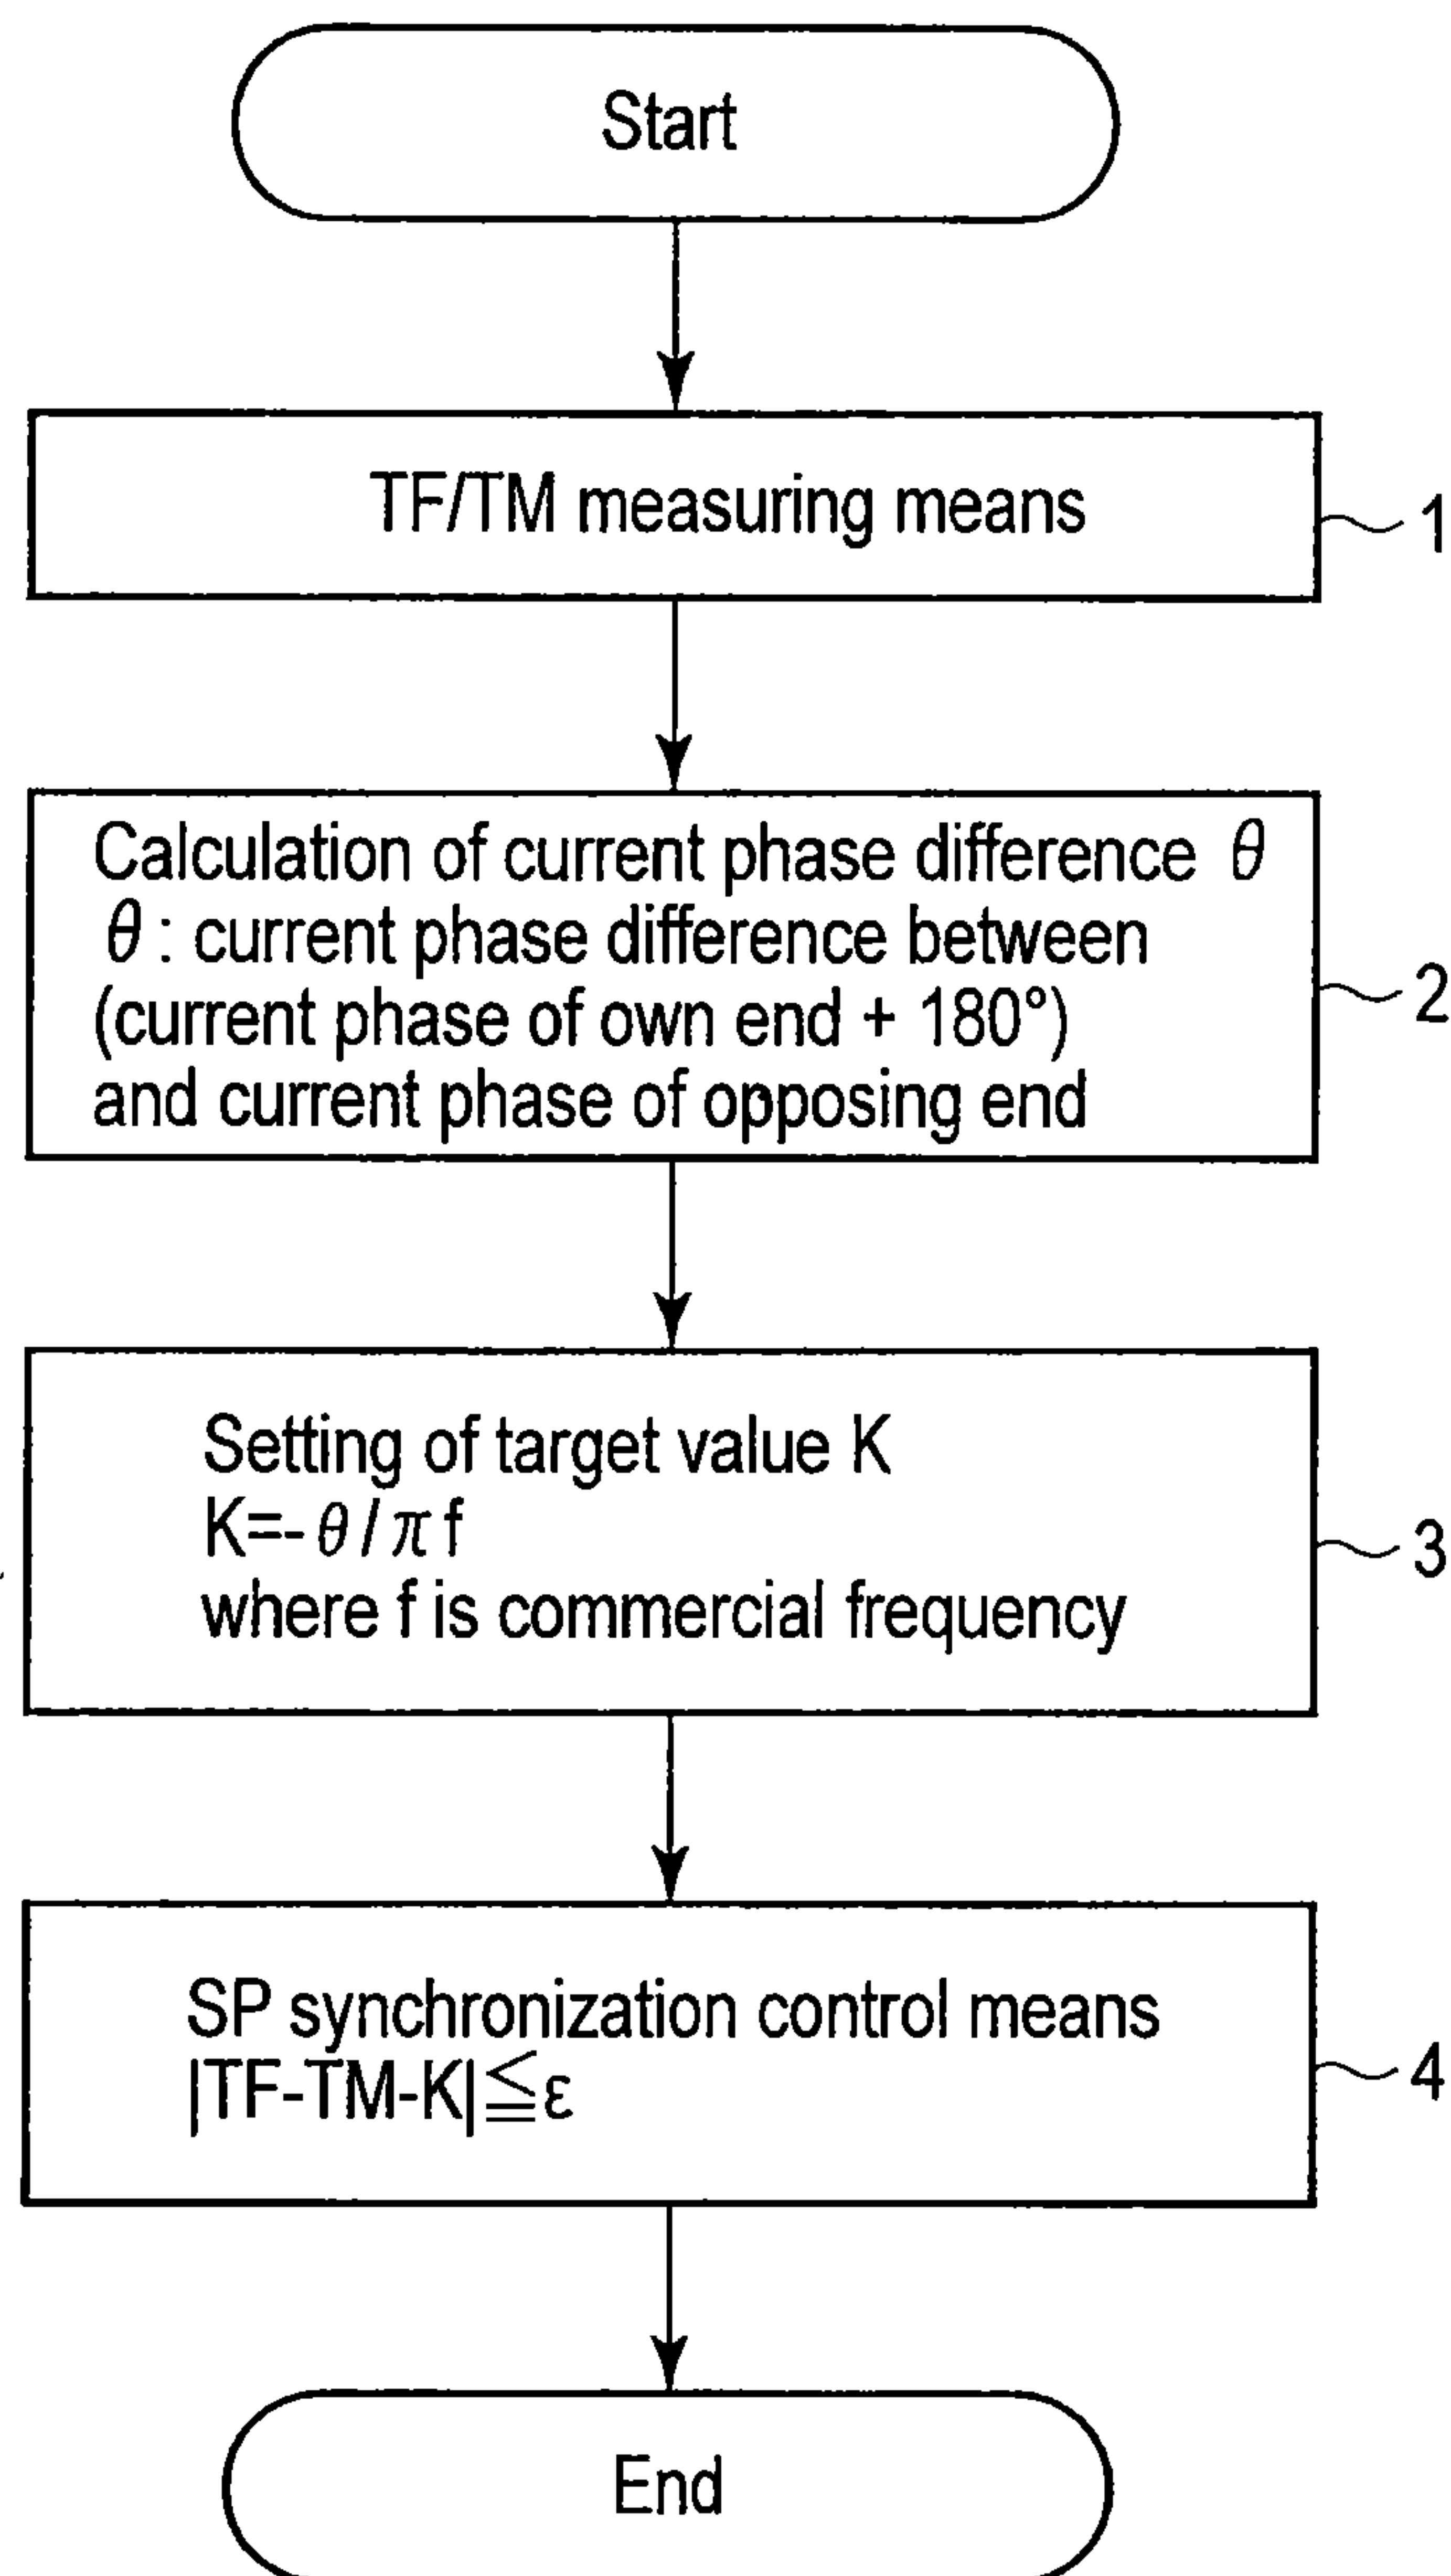 Start
TF/TM measuring means
1
Calculation of current phase difference θ
θ : current phase difference between
(current phase of own end + 180°)
and current phase of opposing end
2
Setting of target value K
K=-θ/πf
where f is commercial frequency
3
SP synchronization control means
|TF-TM-K|≦ε
4
End